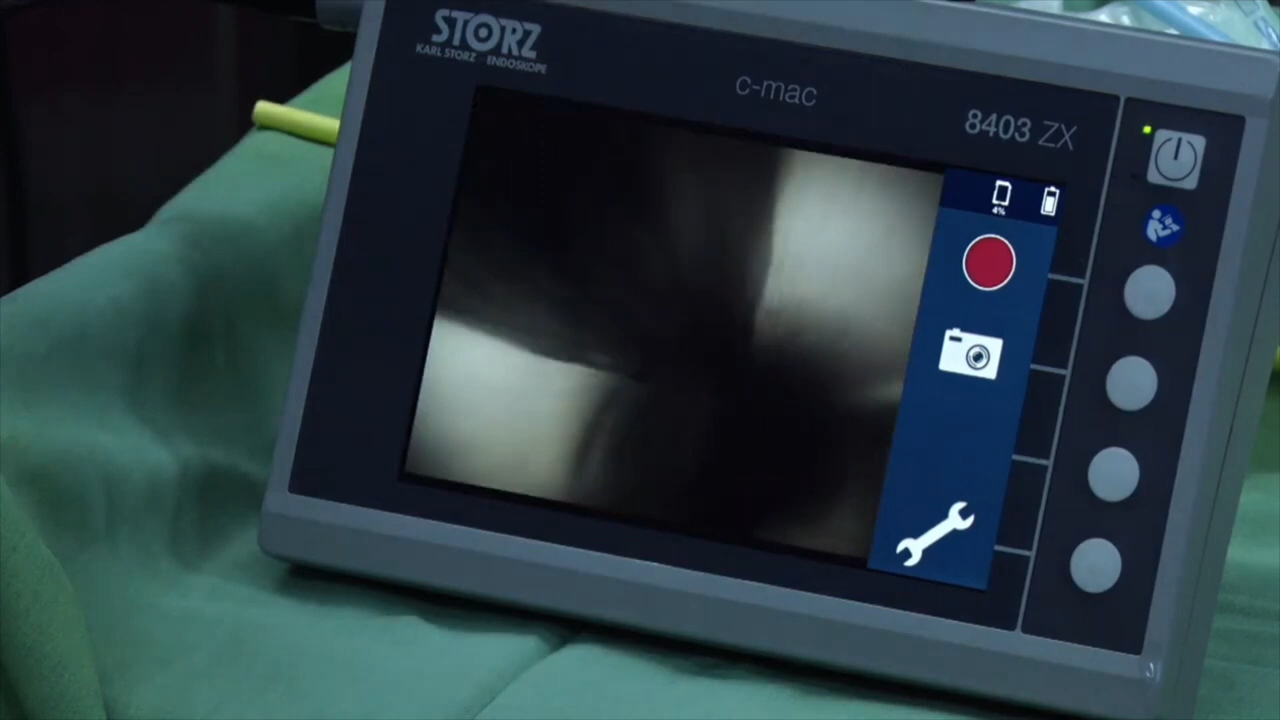 STORZ
KARL STORZ - ENDOSKOPE
c-mac
8403 ZX
4%